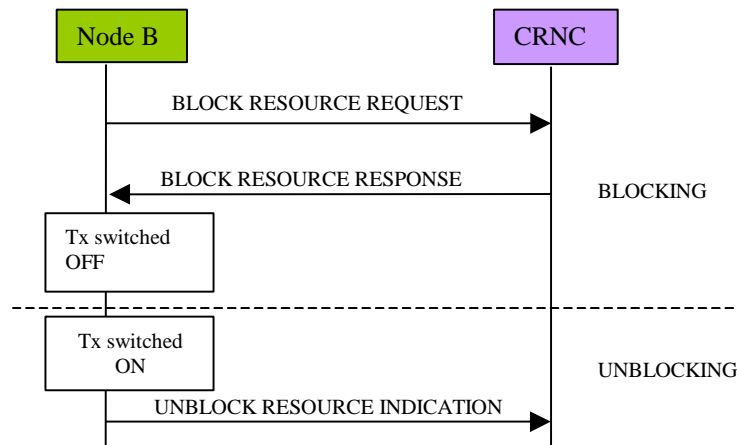 Node B
CRNC
BLOCK RESOURCE REQUEST
BLOCK RESOURCE RESPONSE
BLOCKING
Tx switched
OFF
Tx switched
ON
UNBLOCKING
UNBLOCK RESOURCE INDICATION